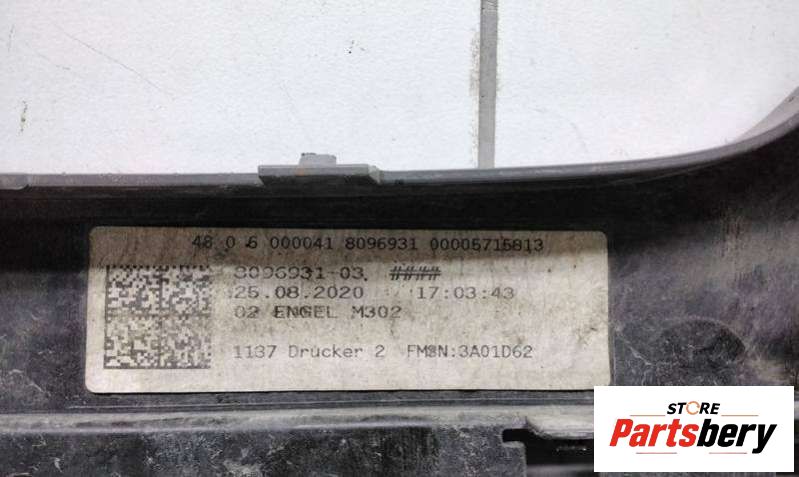 48 0 6 000041 8096931 00005715813
8096931-03 ####
25.08.2020 17:03:43
02 ENGEL M302
1137 Drucker 2 FMSN:3A01D62
STORE
Partsbery